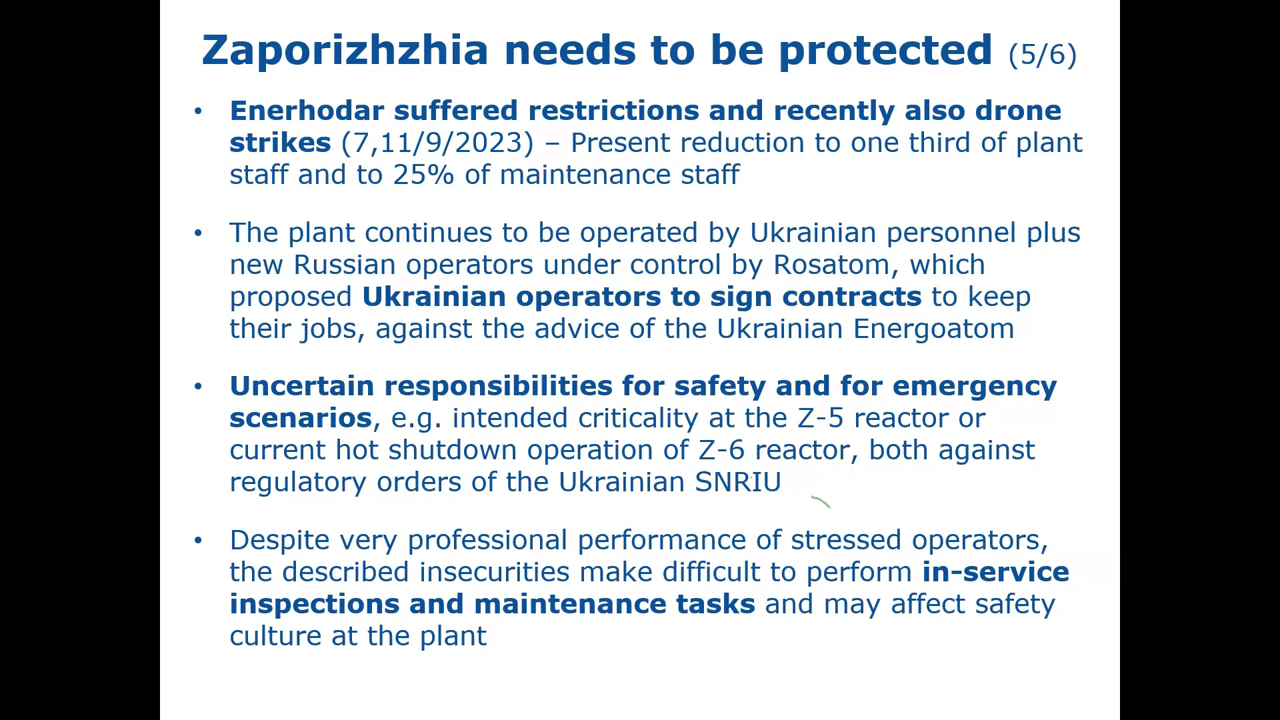 Zaporizhzhia needs to be protected (5/6)
• Enerhodar suffered restrictions and recently also drone
strikes (7,11/9/2023) – Present reduction to one third of plant
staff and to 25% of maintenance staff
• The plant continues to be operated by Ukrainian personnel plus
new Russian operators under control by Rosatom, which
proposed Ukrainian operators to sign contracts to keep
their jobs, against the advice of the Ukrainian Energoatom
• Uncertain responsibilities for safety and for emergency
scenarios, e.g. intended criticality at the Z-5 reactor or
current hot shutdown operation of Z-6 reactor, both against
regulatory orders of the Ukrainian SNRIU
• Despite very professional performance of stressed operators,
the described insecurities make difficult to perform in-service
inspections and maintenance tasks and may affect safety
culture at the plant